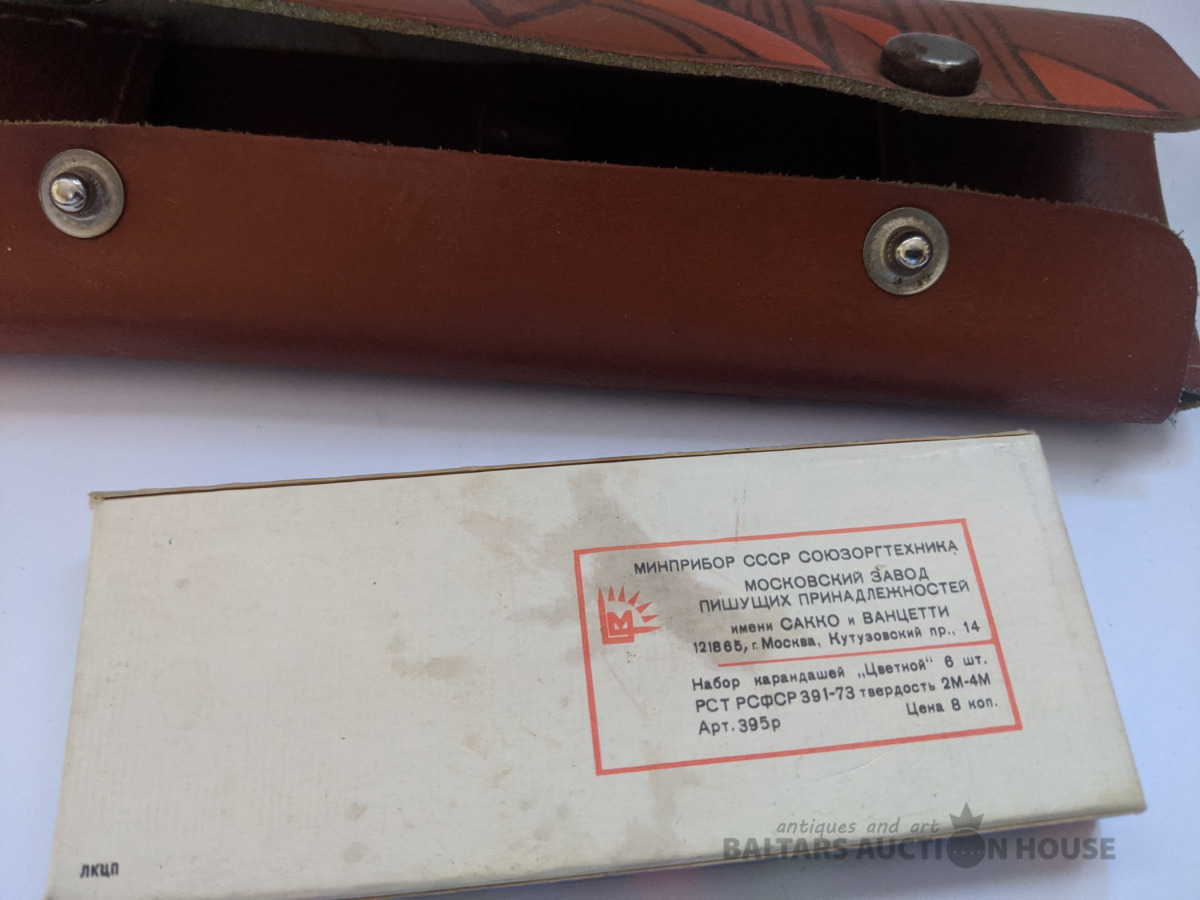 МИНПРИБОР СССР СОЮЗОРГТЕХНИКА
МОСКОВСКИЙ ЗАВОД
ПИШУЩИХ ПРИНАДЛЕЖНОСТЕЙ
имени САККО и ВАНЦЕТТИ
121865, г. Москва, Кутузовский пр., 14
Набор карандашей „Цветной“ 6 шт.
РСТ РСФСР 391-73 твердость 2М-4М
Цена 8 коп.
Арт. 395р
ЛКЦП
antiques and art
BALTARS AUCTION HOUSE